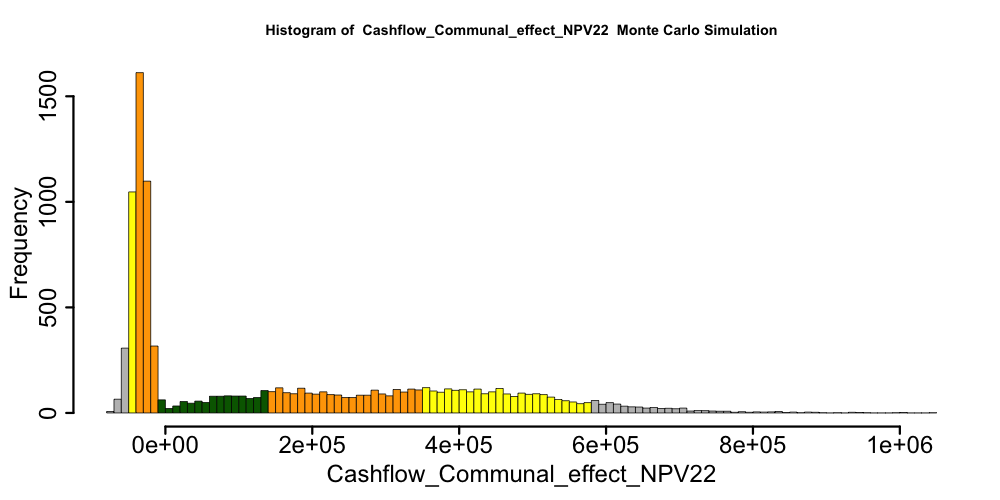 Histogram of  Cashflow_Communal_effect_NPV22  Monte Carlo Simulation
Frequency
1500
1000
500
0
0e+00 2e+05 4e+05 6e+05 8e+05 1e+06
Cashflow_Communal_effect_NPV22